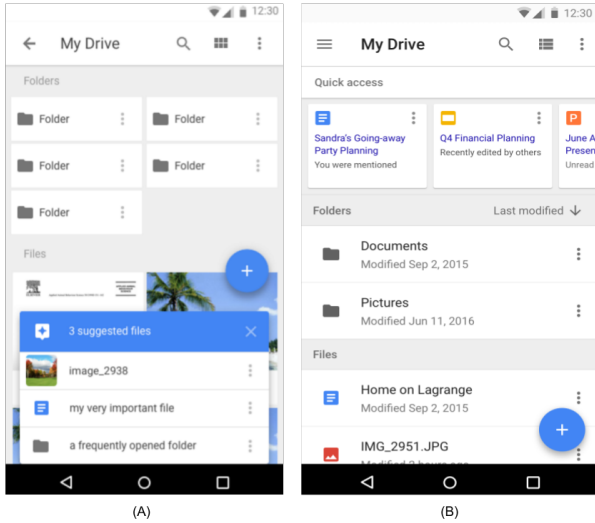 12:30
My Drive
Folders
Folder
Folder
Folder
Folder
Folder
Files
3 suggested files
image_2938
my very important file
a frequently opened folder
(A)
12:30
My Drive
Quick access
Sandra's Going-away
Party Planning
You were mentioned
Q4 Financial Planning
Recently edited by others
P
June A
Presen
Unread
Folders
Last modified
Documents
Modified Sep 2, 2015
Pictures
Modified Jun 11, 2016
Files
Home on Lagrange
Modified Sep 2, 2015
IMG_2951.JPG
(B)